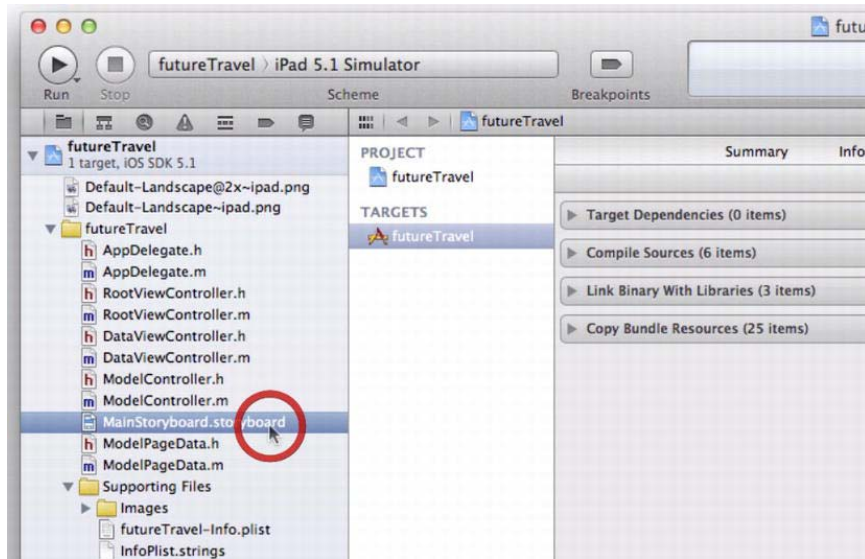 futu
futureTravel 〉 iPad 5.1 Simulator
Run Stop Scheme Breakpoints
futureTravel
futureTravel
1 target, iOS SDK 5.1
Default-Landscape@2x~ipad.png
Default-Landscape~ipad.png
futureTravel
h AppDelegate.h
m AppDelegate.m
h RootViewController.h
m RootViewController.m
h DataViewController.h
m DataViewController.m
h ModelController.h
m ModelController.m
MainStoryboard.storyboard
h ModelPageData.h
m ModelPageData.m
Supporting Files
Images
futureTravel-Info.plist
InfoPlist.strings
PROJECT
futureTravel
TARGETS
futureTravel
Summary Info
Target Dependencies (0 items)
Compile Sources (6 items)
Link Binary With Libraries (3 items)
Copy Bundle Resources (25 items)